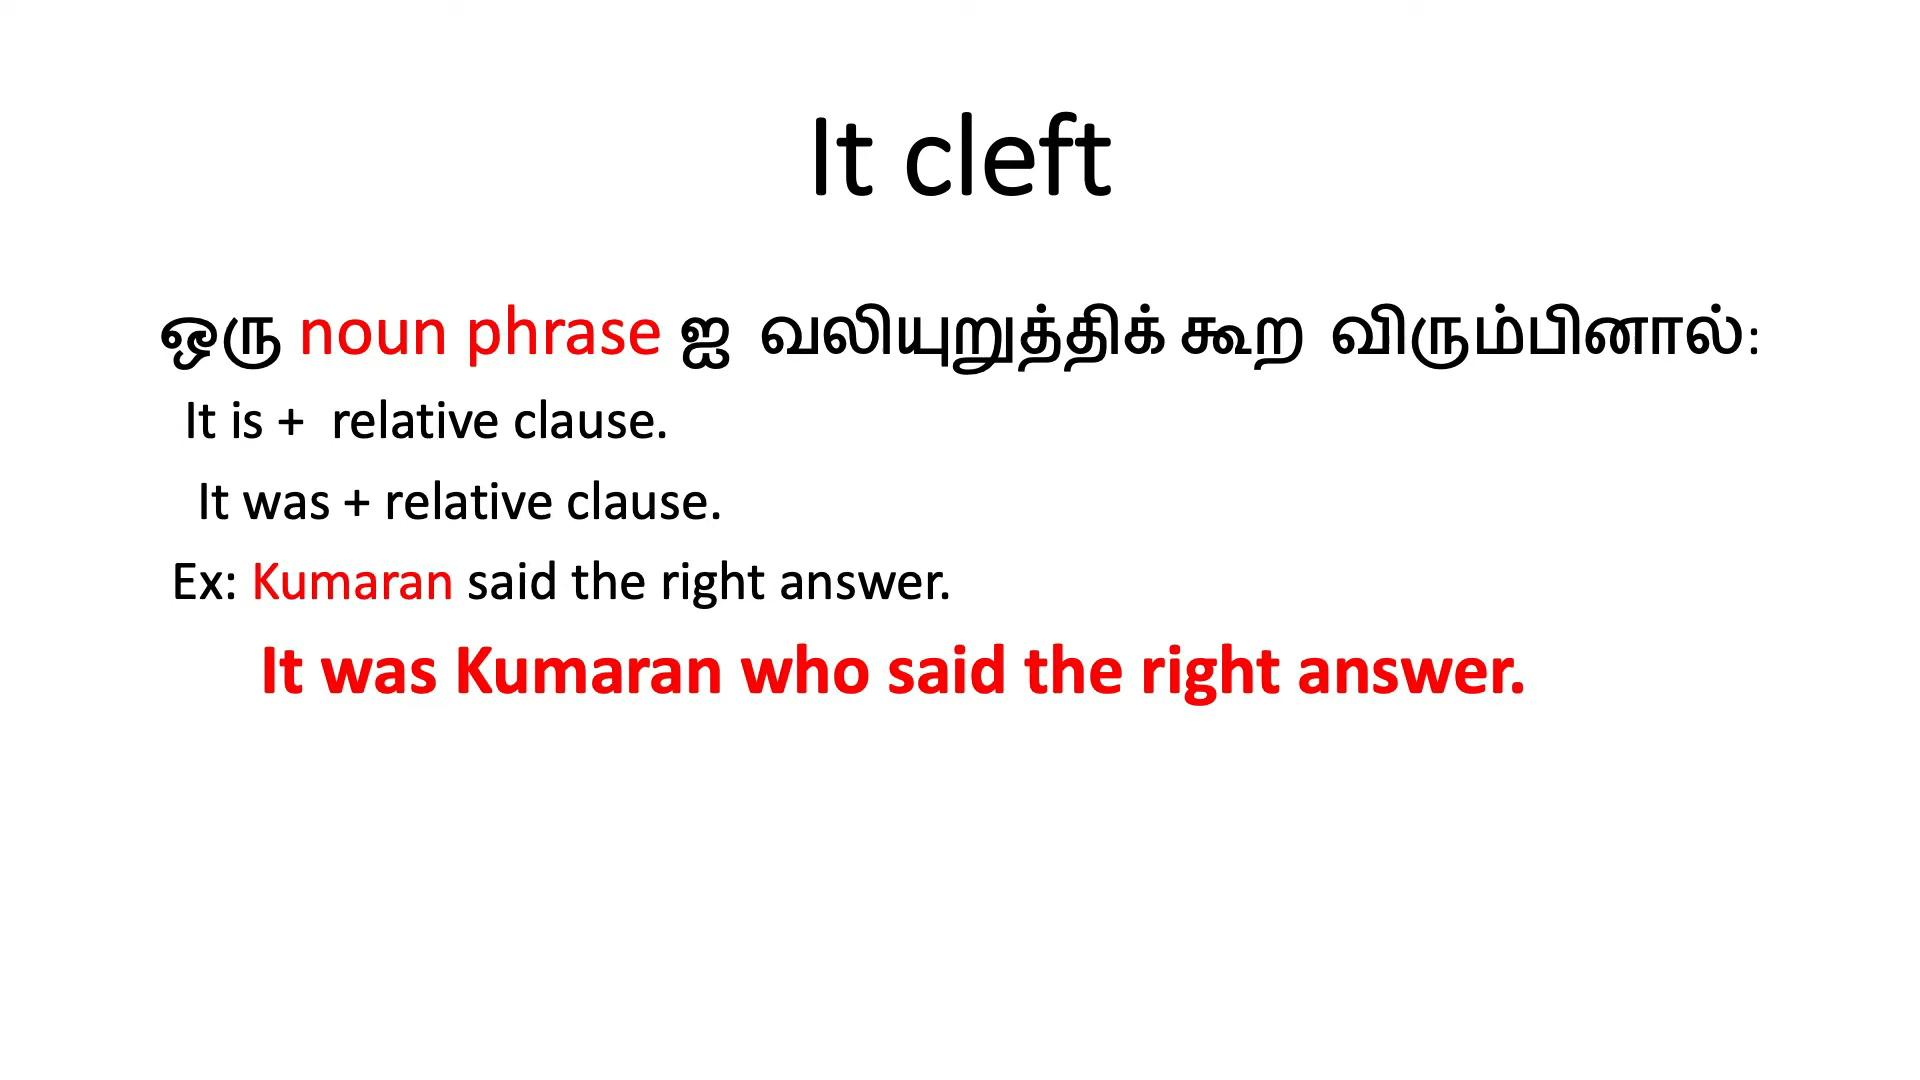 It cleft
ஒரு noun phrase ஐ வலியுறுத்திக் கூற விரும்பினால்:
It is + relative clause.
It was + relative clause.
Ex: Kumaran said the right answer.
It was Kumaran who said the right answer.